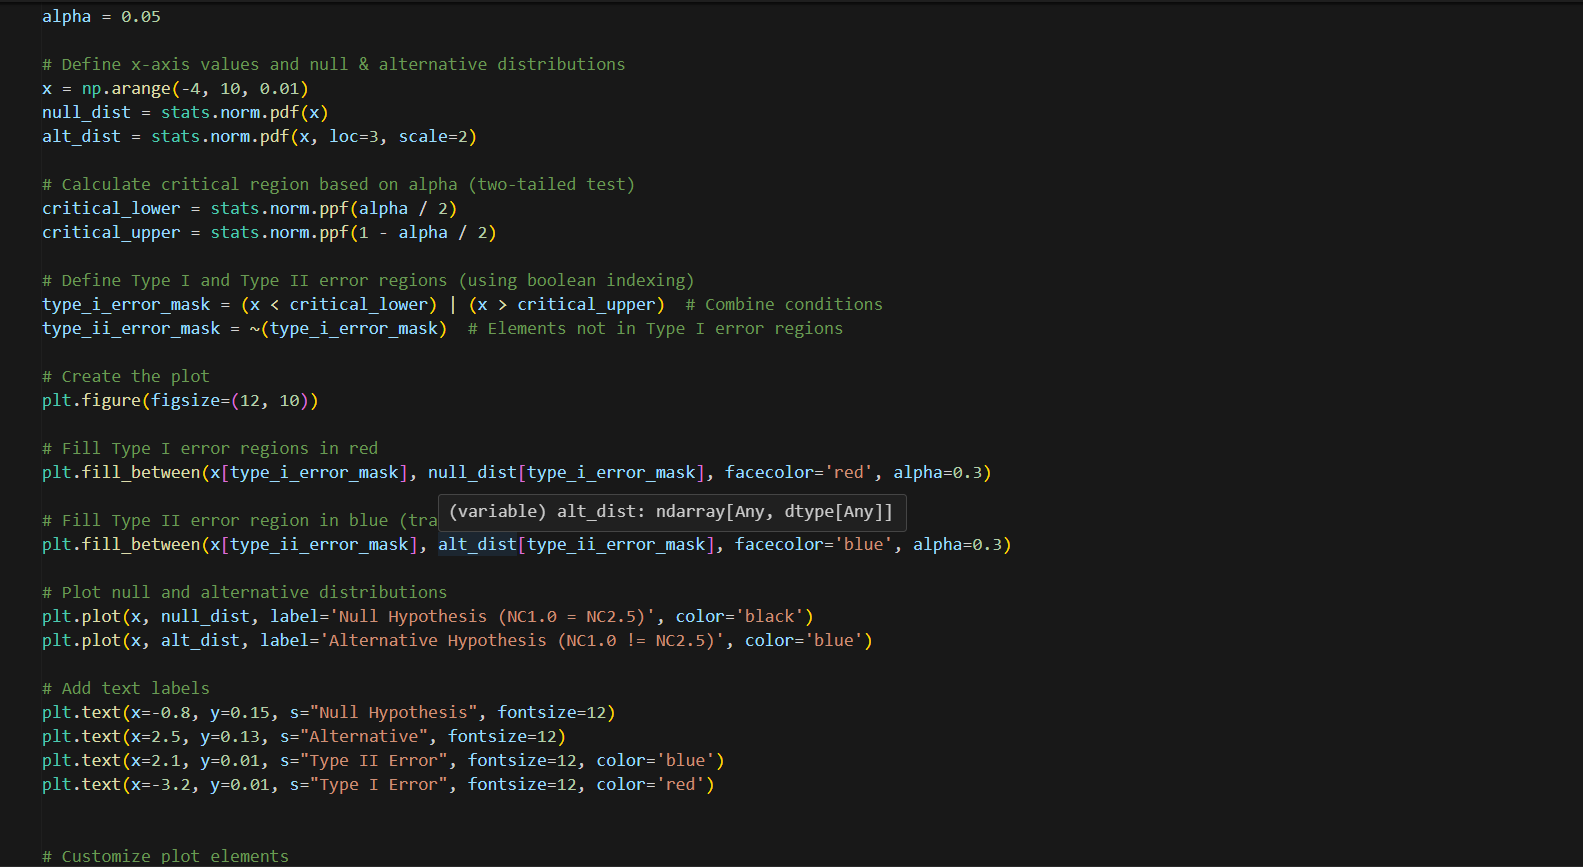 alpha = 0.05
# Define x-axis values and null & alternative distributions
x = np.arange(-4, 10, 0.01)
null_dist = stats.norm.pdf(x)
alt_dist = stats.norm.pdf(x, loc=3, scale=2)
# Calculate critical region based on alpha (two-tailed test)
critical_lower = stats.norm.ppf(alpha / 2)
critical_upper = stats.norm.ppf(1 - alpha / 2)
# Define Type I and Type II error regions (using boolean indexing)
type_i_error_mask = (x < critical_lower) | (x > critical_upper)  # Combine conditions
type_ii_error_mask = ~(type_i_error_mask)  # Elements not in Type I error regions
# Create the plot
plt.figure(figsize=(12, 10))
# Fill Type I error regions in red
plt.fill_between(x[type_i_error_mask], null_dist[type_i_error_mask], facecolor='red', alpha=0.3)
(variable) alt_dist: ndarray[Any, dtype[Any]]
# Fill Type II error region in blue (tra
plt.fill_between(x[type_ii_error_mask], alt_dist[type_ii_error_mask], facecolor='blue', alpha=0.3)
# Plot null and alternative distributions
plt.plot(x, null_dist, label='Null Hypothesis (NC1.0 = NC2.5)', color='black')
plt.plot(x, alt_dist, label='Alternative Hypothesis (NC1.0 != NC2.5)', color='blue')
# Add text labels
plt.text(x=-0.8, y=0.15, s="Null Hypothesis", fontsize=12)
plt.text(x=2.5, y=0.13, s="Alternative", fontsize=12)
plt.text(x=2.1, y=0.01, s="Type II Error", fontsize=12, color='blue')
plt.text(x=-3.2, y=0.01, s="Type I Error", fontsize=12, color='red')
# Customize plot elements